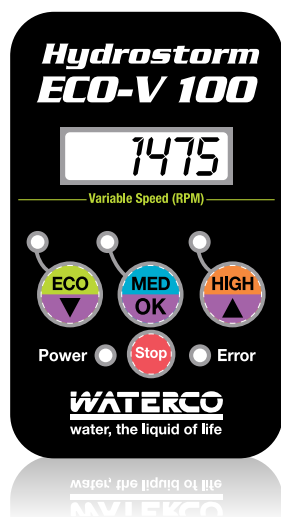 Hydrostorm
ECO-V 100
1475
Variable Speed (RPM)
ECO MED HIGH
OK
Power Stop Error
WATERCO
water, the liquid of life